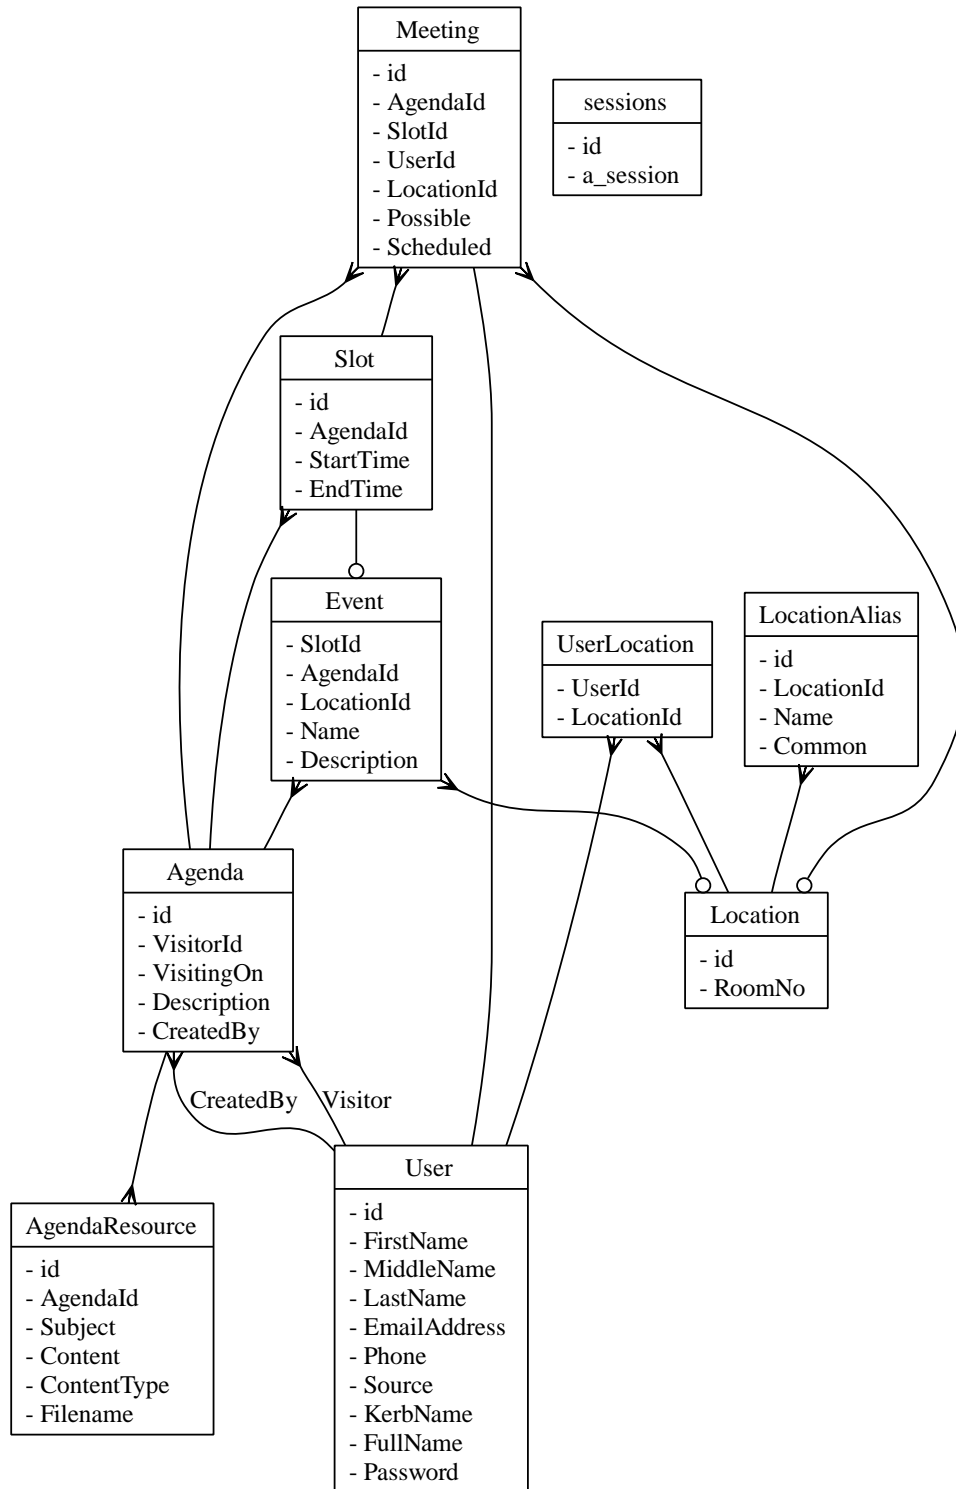 Meeting
- id
- AgendaId
- SlotId
- UserId
- LocationId
- Possible
- Scheduled
sessions
- id
- a_session
Slot
- id
- AgendaId
- StartTime
- EndTime
Event
- SlotId
- AgendaId
- LocationId
- Name
- Description
UserLocation
- UserId
- LocationId
LocationAlias
- id
- LocationId
- Name
- Common
Agenda
- id
- VisitorId
- VisitingOn
- Description
- CreatedBy
Location
- id
- RoomNo
CreatedBy
Visitor
AgendaResource
- id
- AgendaId
- Subject
- Content
- ContentType
- Filename
User
- id
- FirstName
- MiddleName
- LastName
- EmailAddress
- Phone
- Source
- KerbName
- FullName
- Password